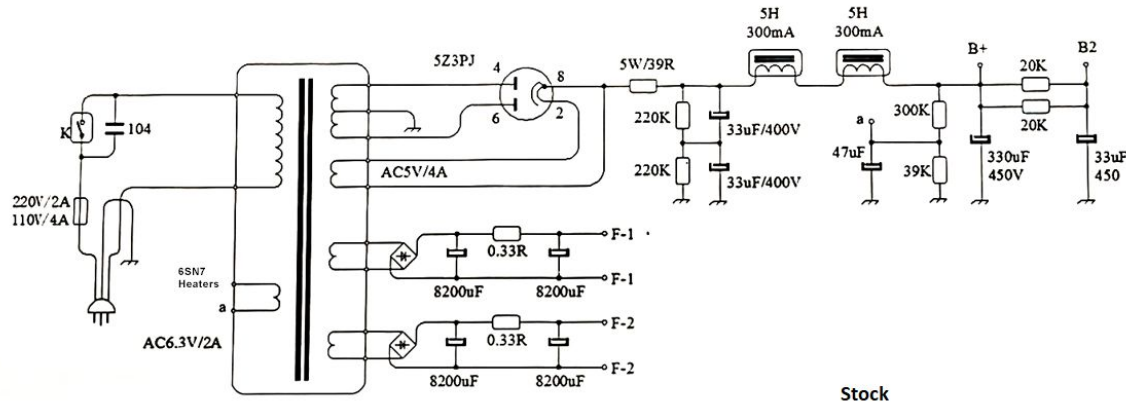 5H
300mA
5H
300mA
B+
B2
5Z3PJ
4
8
5W/39R
20K
6
2
K
104
220K
33uF/400V
a
300K
20K
47uF
220K
AC5V/4A
33uF/400V
39K
330uF
450V
33uF
450
220V/2A
110V/4A
F-1
0.33R
6SN7
Heaters
F-1
8200uF
8200uF
a
F-2
0.33R
AC6.3V/2A
F-2
8200uF
8200uF
Stock